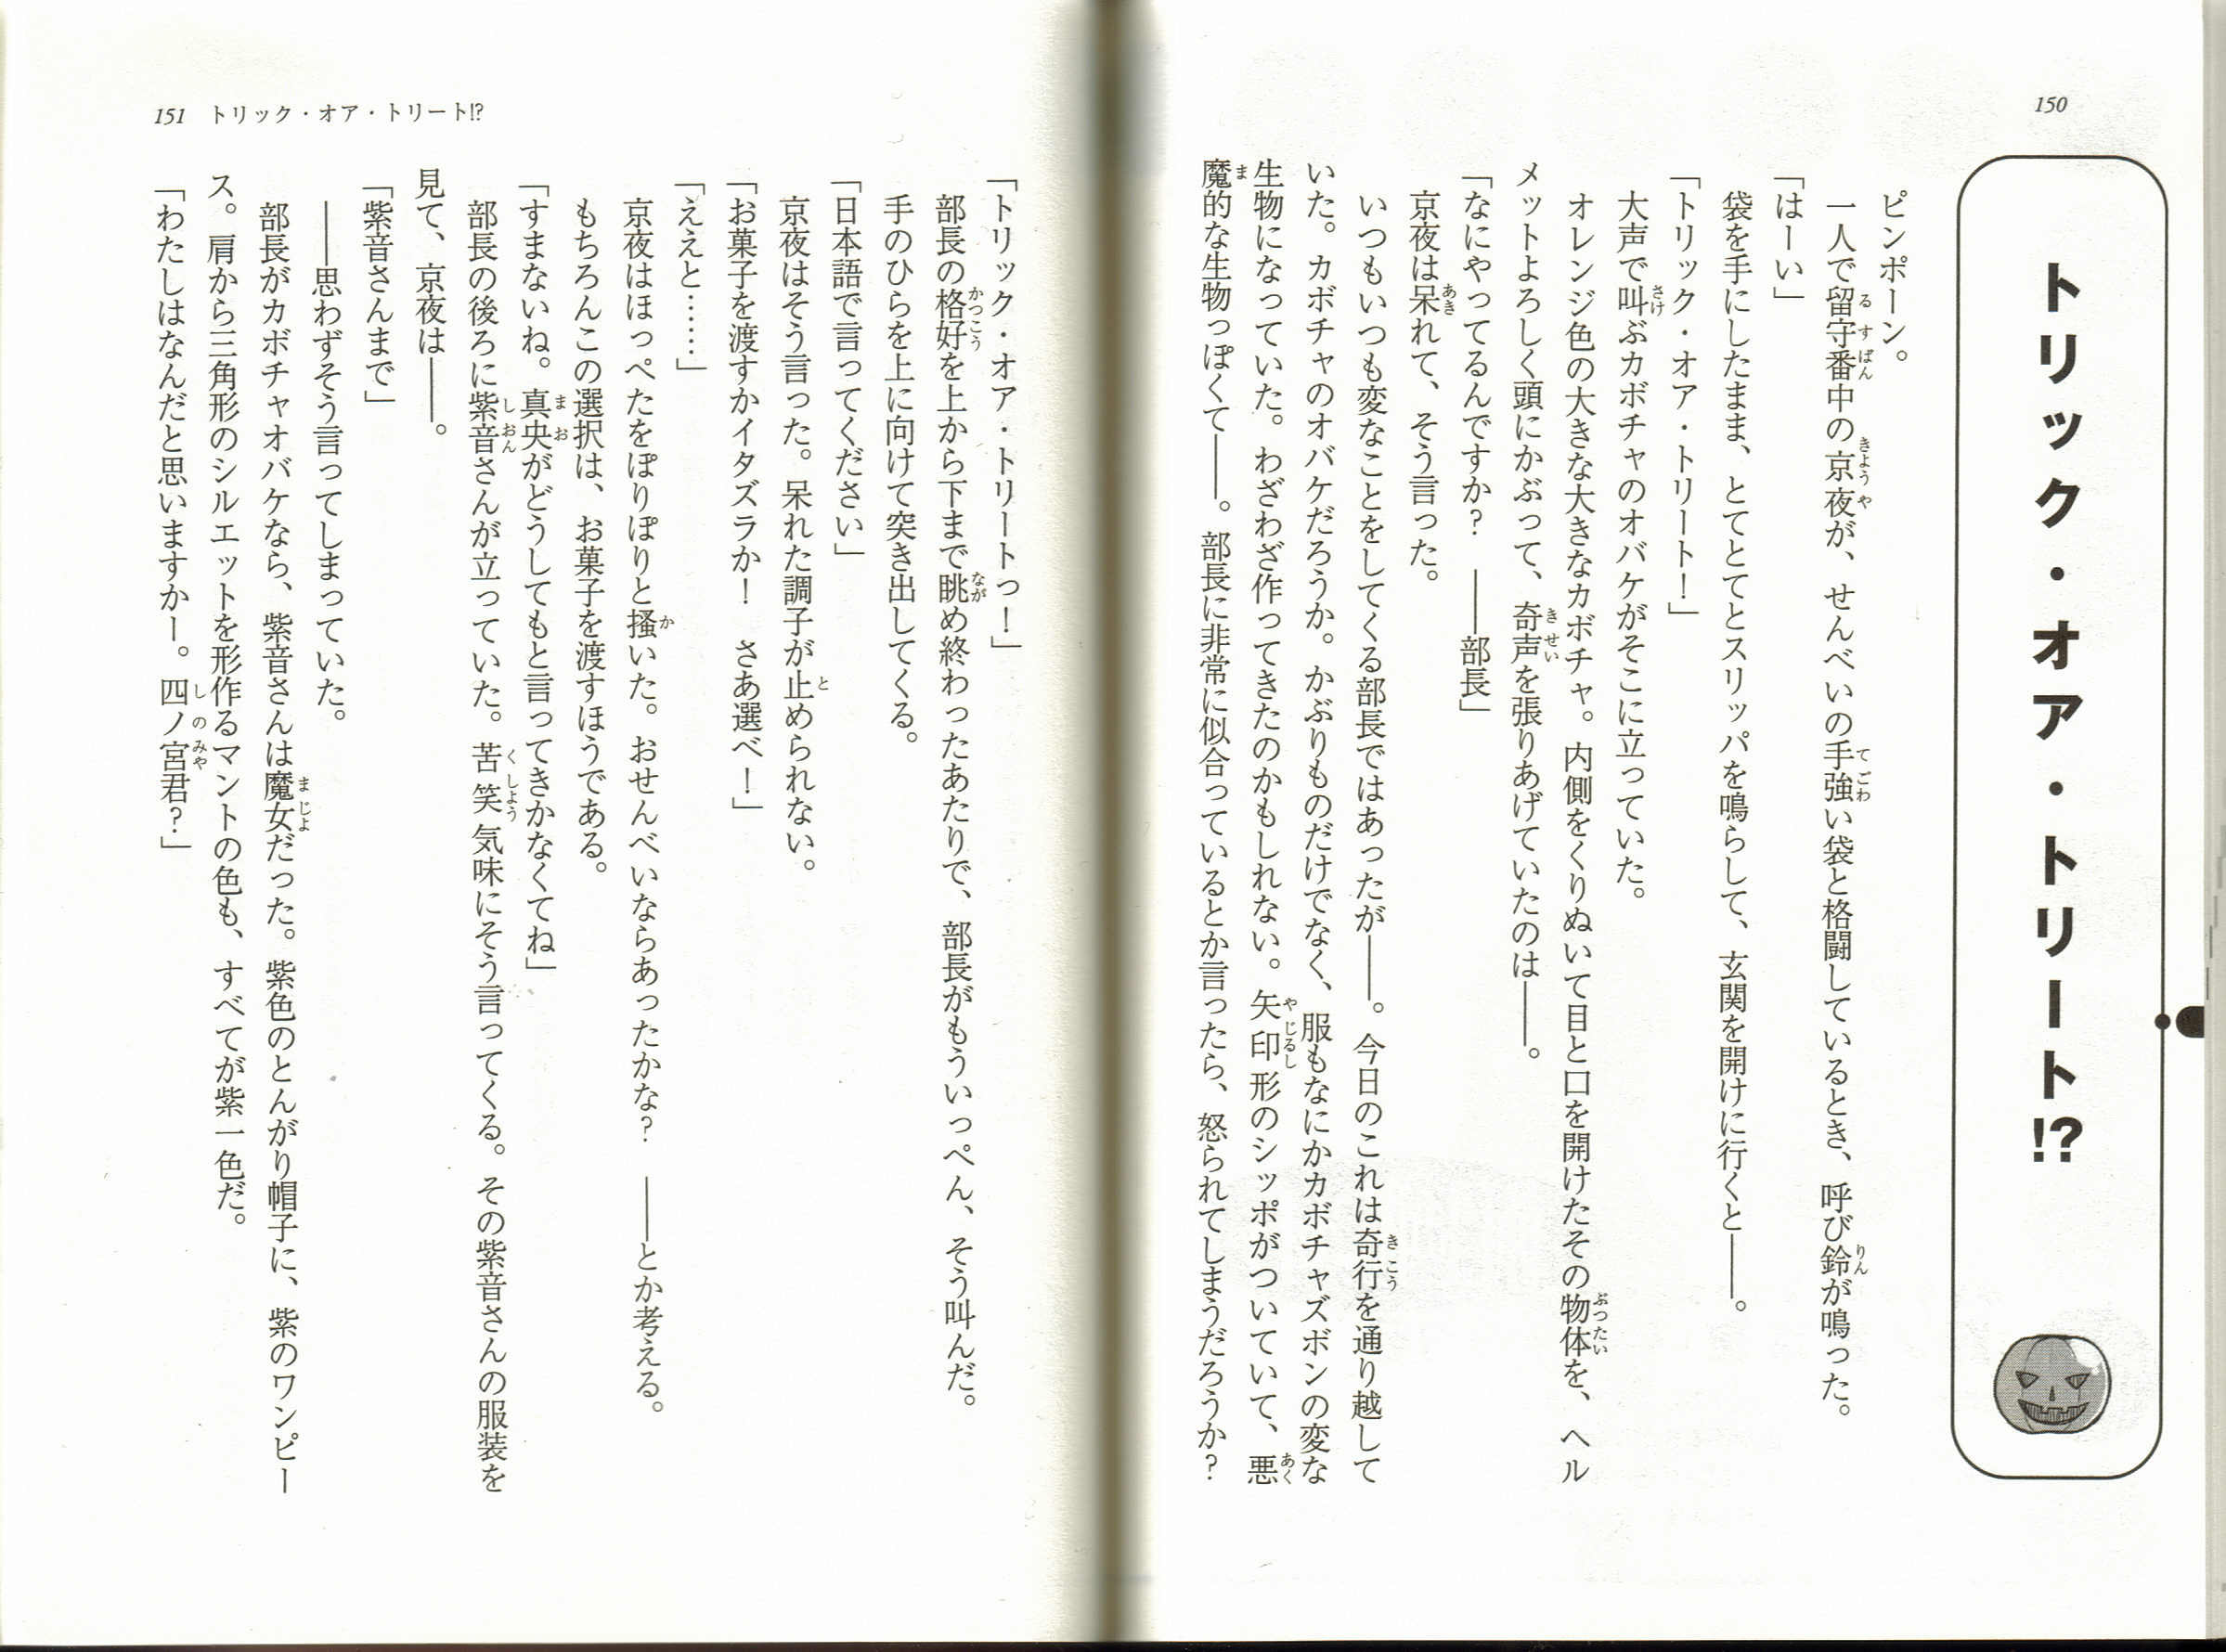 150
トリック・オア・トリート!?
ピンポーン。
一人で留守番中の京夜が、せんべいの手強い袋と格闘しているとき、呼び鈴が鳴った。
「はーい」
袋を手にしたまま、とてとてとスリッパを鳴らして、玄関を開けに行くと――。
「トリック・オア・トリート！」
大声で叫ぶカボチャのオバケがそこに立っていた。
オレンジ色の大きな大きなカボチャ。内側をくりぬいて目と口を開けたその物体を、ヘル
メットよろしく頭にかぶって、奇声を張りあげていたのは――。
「なにやってるんですか？　――部長」
京夜は呆れて、そう言った。
いつもいつも変なことをしてくる部長ではあったが――。今日のこれは奇行を通り越して
いた。カボチャのオバケだろうか。かぶりものだけでなく、服もなにかカボチャズボンの変な
生物になっていた。わざわざ作ってきたのかもしれない。矢印形のシッポがついていて、悪
魔的な生物っぽくて――。部長に非常に似合っているとか言ったら、怒られてしまうだろうか？
151　トリック・オア・トリート!?
「トリック・オア・トリートっ！」
部長の格好を上から下まで眺め終わったあたりで、部長がもういっぺん、そう叫んだ。
手のひらを上に向けて突き出してくる。
「日本語で言ってください」
京夜はそう言った。呆れた調子が止められない。
「お菓子を渡すかイタズラか！　さあ選べ！」
「ええと……」
京夜はほっぺたをぽりぽりと掻いた。おせんべいならあったかな？　――とか考える。
もちろんこの選択は、お菓子を渡すほうである。
「すまないね。真央がどうしてもと言ってきかなくてね」
部長の後ろに紫音さんが立っていた。苦笑気味にそう言ってくる。その紫音さんの服装を
見て、京夜は――。
「紫音さんまで」
――思わずそう言ってしまっていた。
部長がカボチャオバケなら、紫音さんは魔女だった。紫色のとんがり帽子に、紫のワンピー
ス。肩から三角形のシルエットを形作るマントの色も、すべてが紫一色だ。
「わたしはなんだと思いますかー。四ノ宮君？」